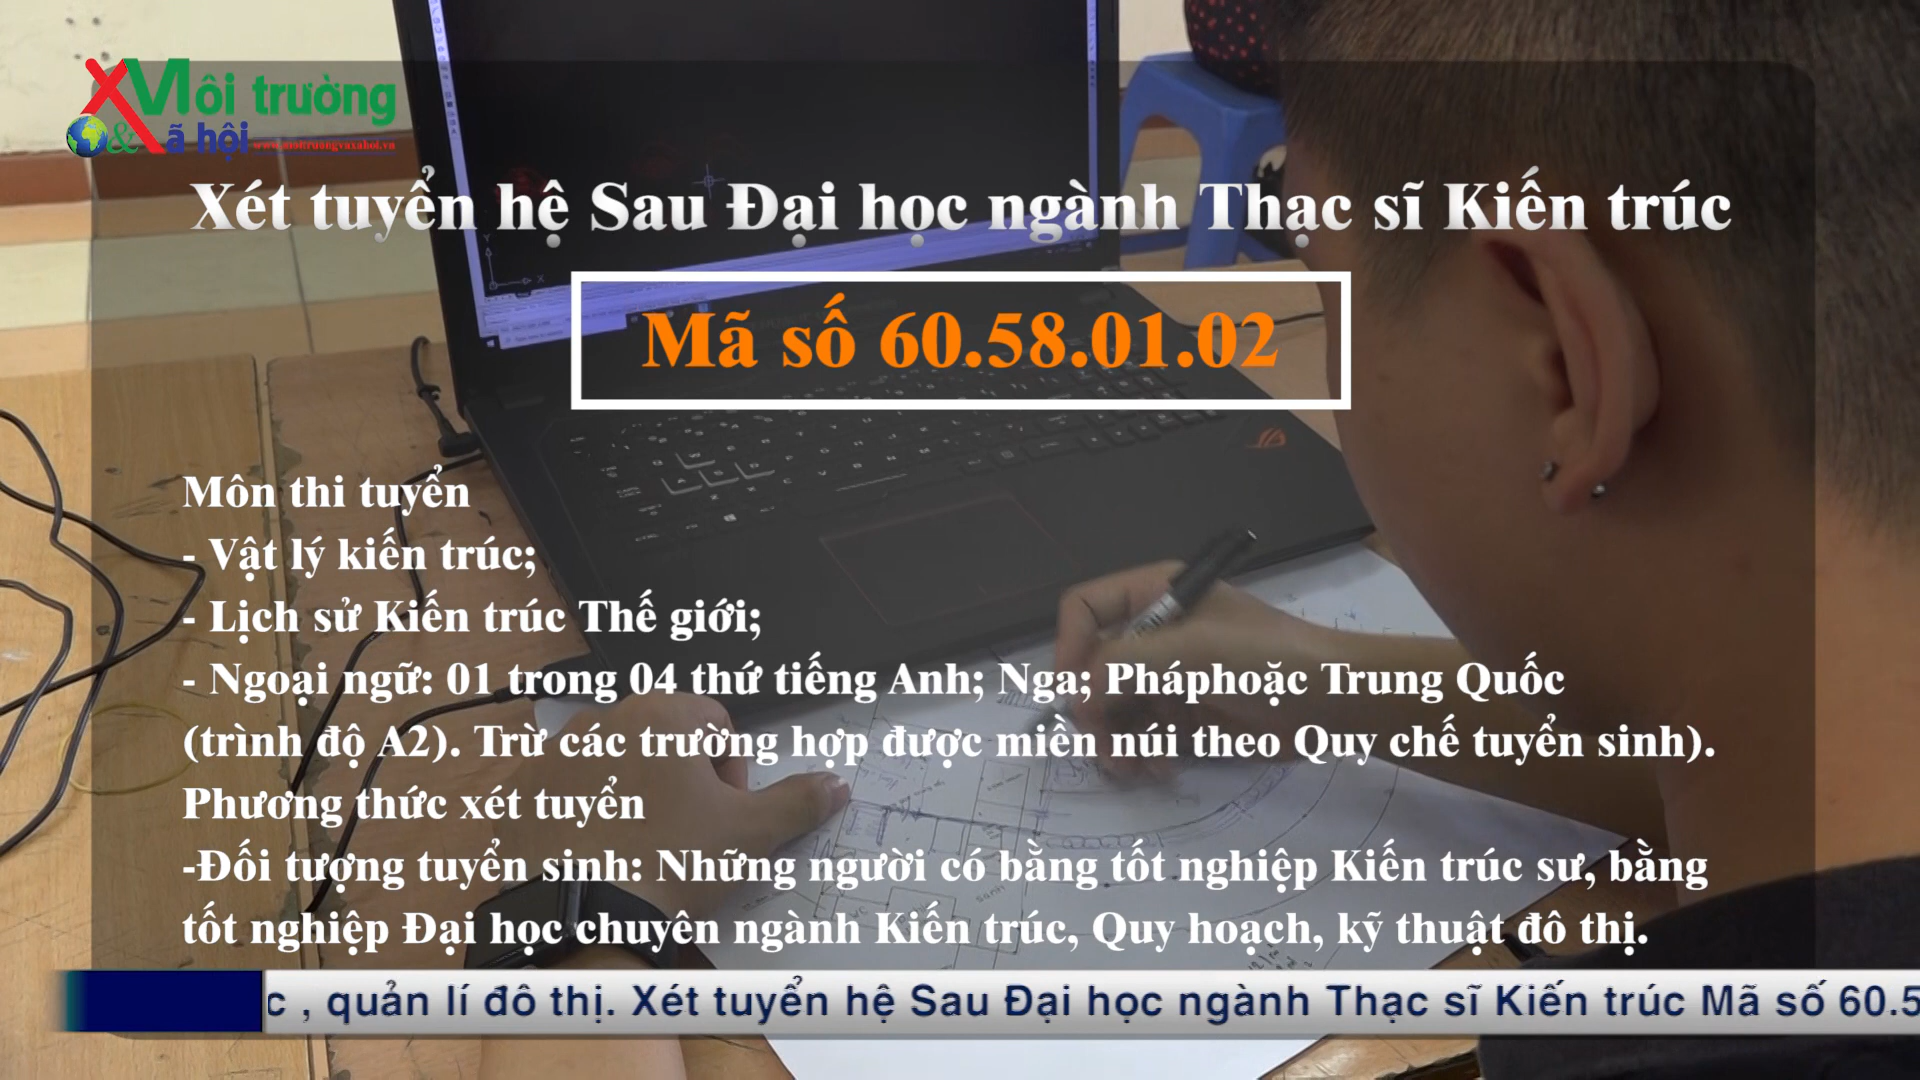 Môi trường
& Xã hội www.moitruongvaxahoi.vn
Xét tuyển hệ Sau Đại học ngành Thạc sĩ Kiến trúc
Mã số 60.58.01.02
Môn thi tuyển
- Vật lý kiến trúc;
- Lịch sử Kiến trúc Thế giới;
- Ngoại ngữ: 01 trong 04 thứ tiếng Anh; Nga; Pháphoặc Trung Quốc
(trình độ A2). Trừ các trường hợp được miền núi theo Quy chế tuyển sinh).
Phương thức xét tuyển
-Đối tượng tuyển sinh: Những người có bằng tốt nghiệp Kiến trúc sư, bằng
tốt nghiệp Đại học chuyên ngành Kiến trúc, Quy hoạch, kỹ thuật đô thị.
c , quản lí đô thị. Xét tuyển hệ Sau Đại học ngành Thạc sĩ Kiến trúc Mã số 60.5